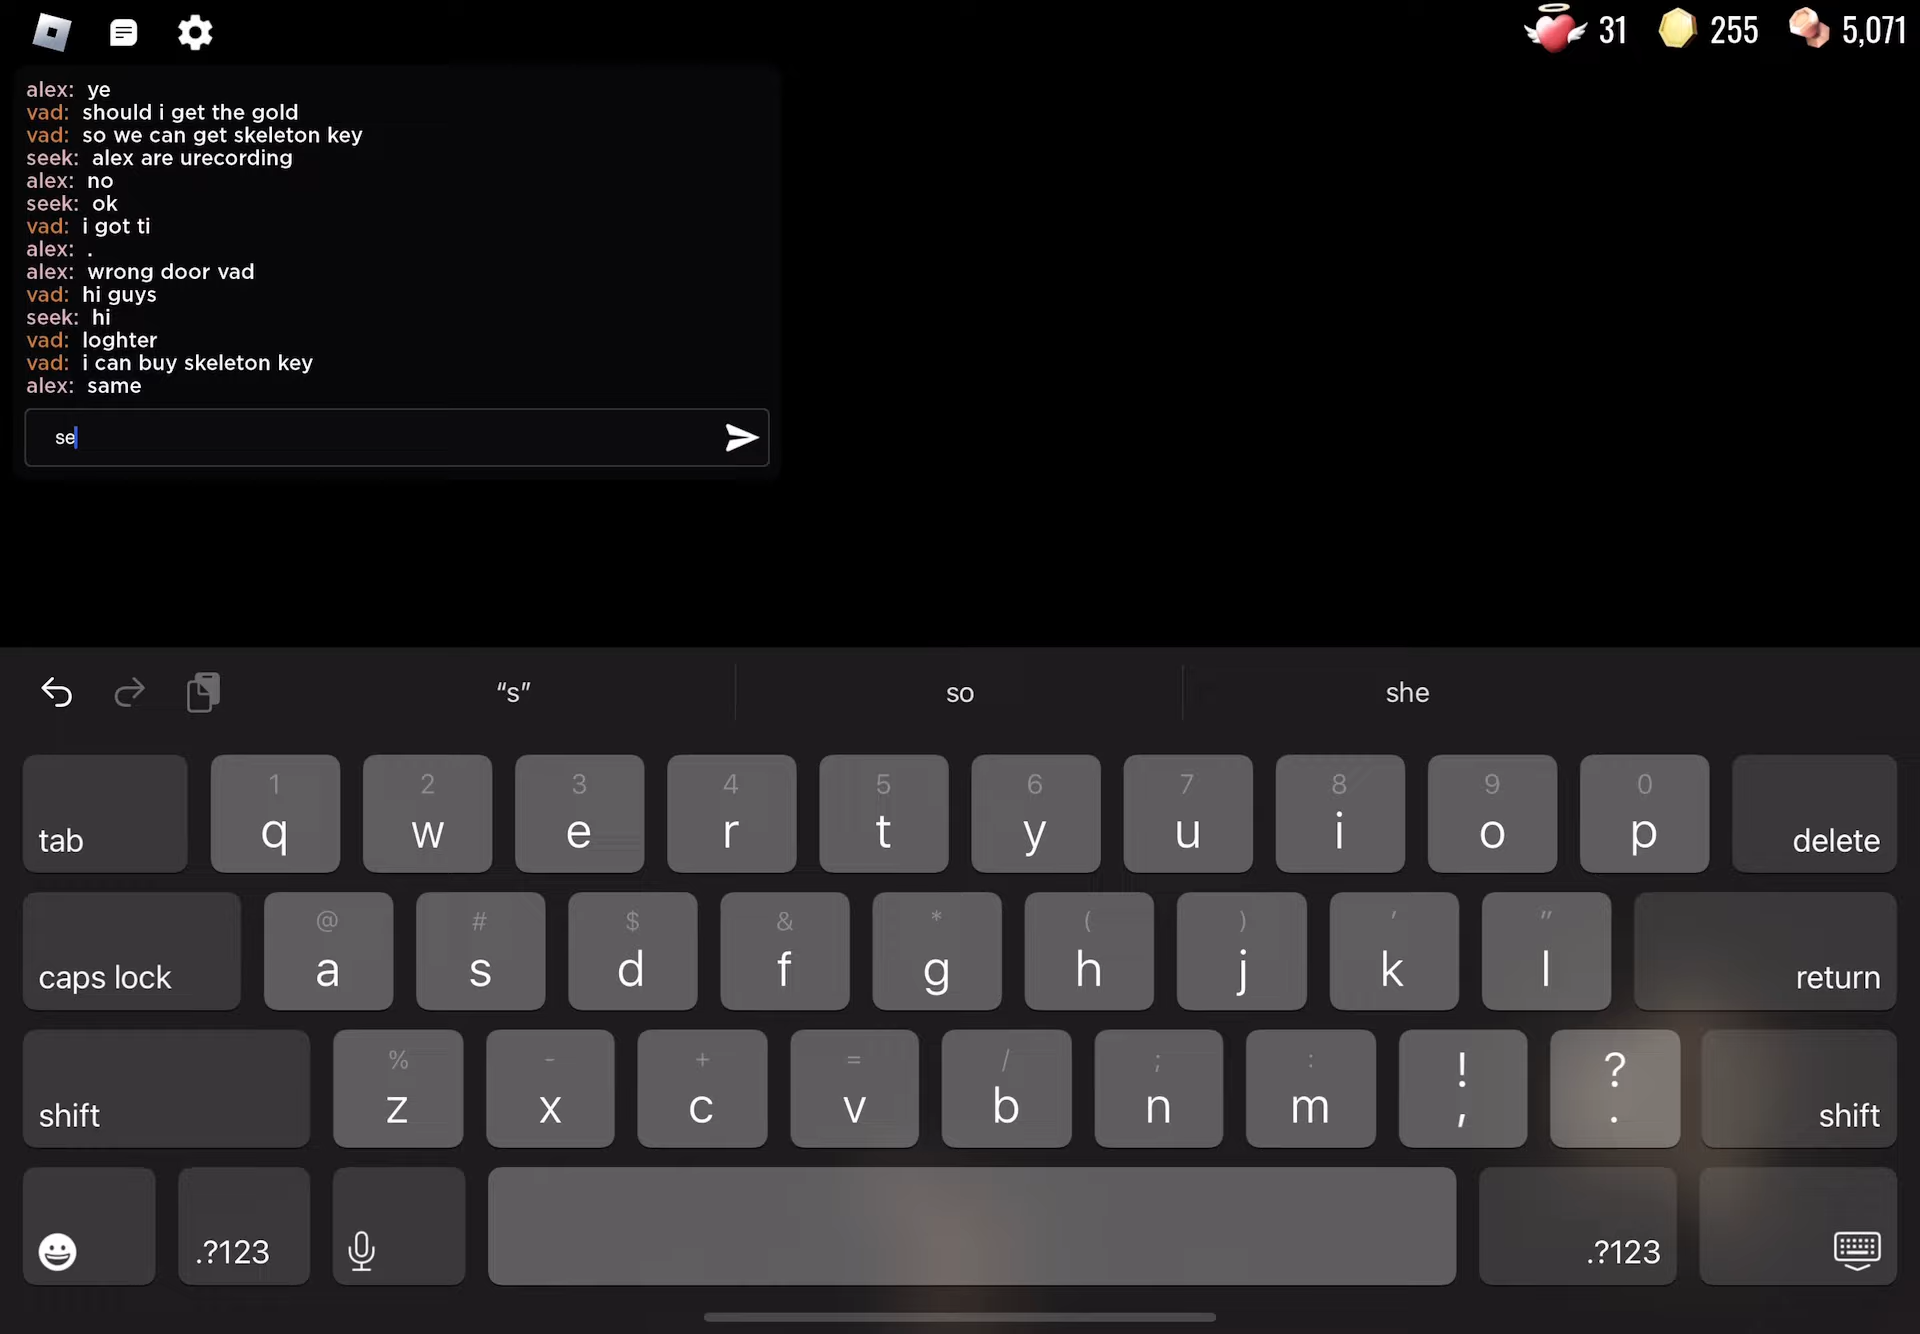 31 255 5,071
alex: ye
vad: should i get the gold
vad: so we can get skeleton key
seek: alex are urecording
alex: no
seek: ok
vad: i got ti
alex: .
alex: wrong door vad
vad: hi guys
seek: hi
vad: loghter
vad: i can buy skeleton key
alex: same
se
“s” so she
1 2 3 4 5 6 7 8 9 0
tab q w e r t y u i o p delete
@ # $ & * ( ) ' "
caps lock a s d f g h j k l return
% - + = / ; : ! ?
shift z x c v b n m , . shift
.?123 .?123